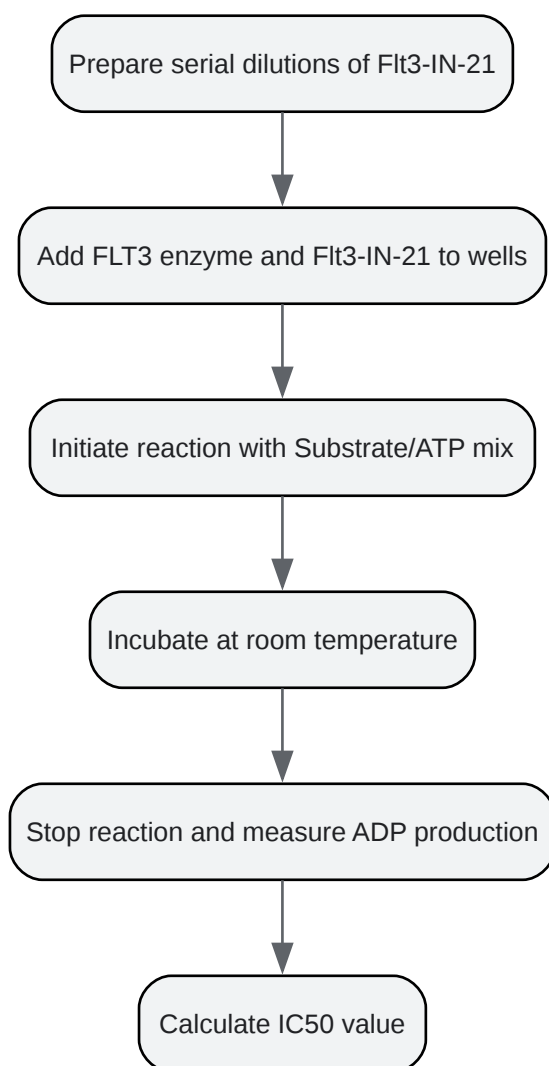 Prepare serial dilutions of Flt3-IN-21
Add FLT3 enzyme and Flt3-IN-21 to wells
Initiate reaction with Substrate/ATP mix
Incubate at room temperature
Stop reaction and measure ADP production
Calculate IC50 value